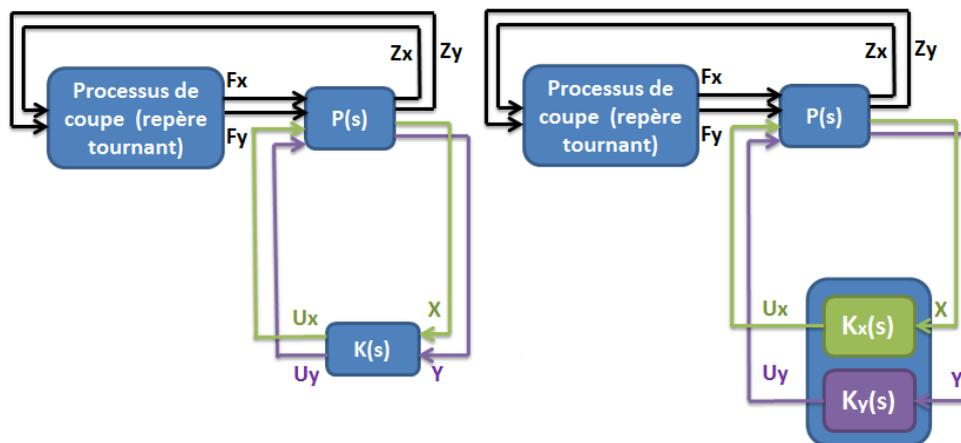 Zx
Zy
Processus de
coupe (repère
tournant)
Fx
Fy
P(s)
Ux
Uy
X
Y
K(s)
Zx
Zy
Processus de
coupe (repère
tournant)
Fx
Fy
P(s)
Ux
Uy
X
Y
Kx(s)
Ky(s)